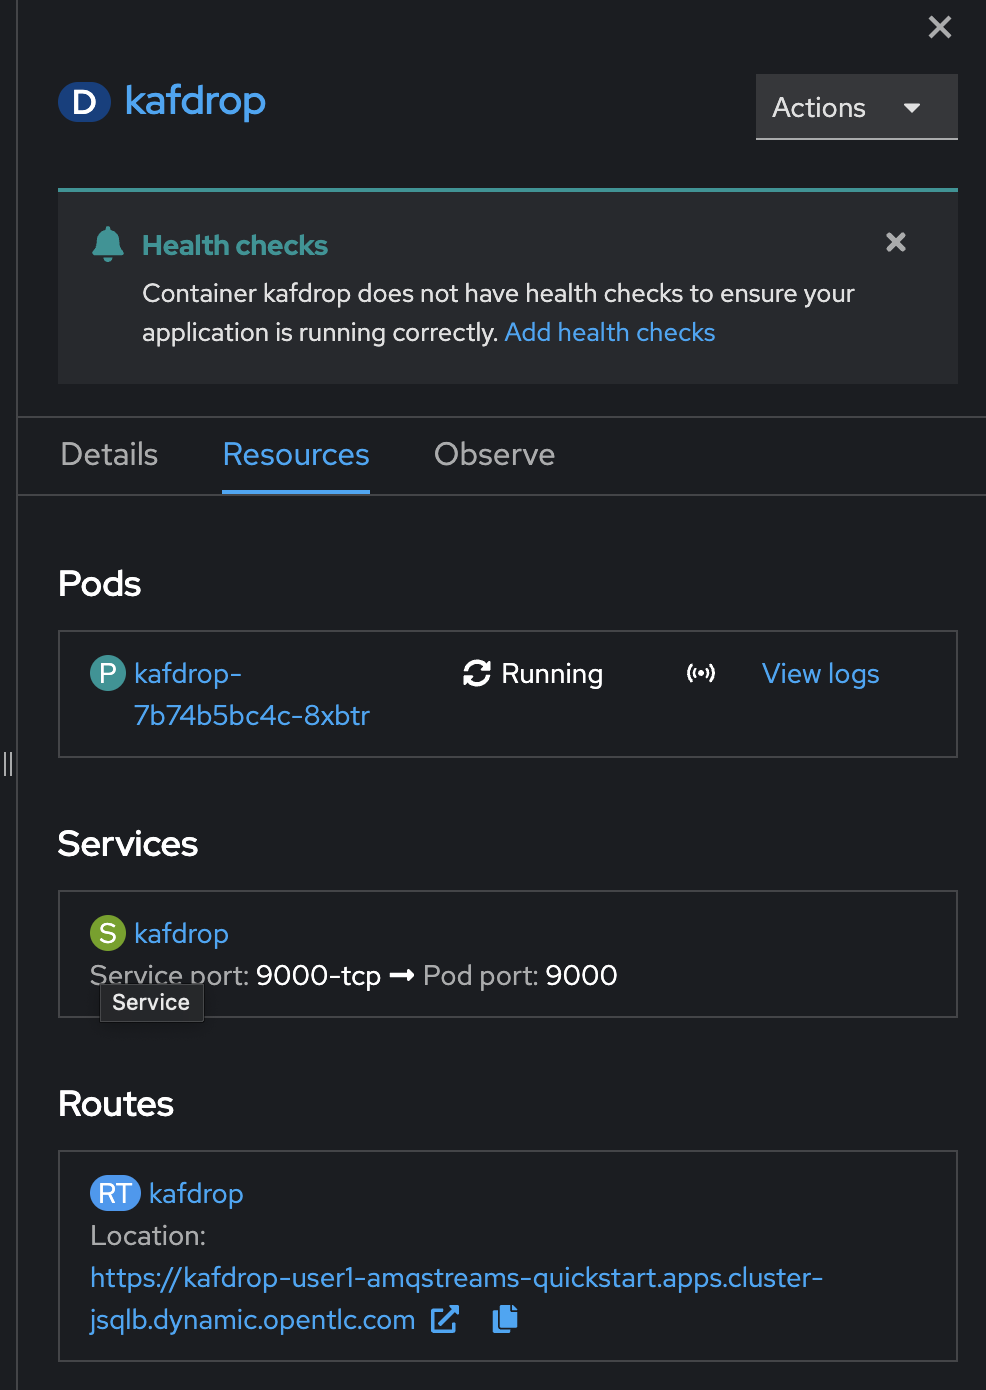 D kafdrop
Actions
Health checks
Container kafdrop does not have health checks to ensure your
application is running correctly. Add health checks
Details Resources Observe
Pods
P kafdrop-
7b74b5bc4c-8xbtr
Running
View logs
Services
S kafdrop
Service port: 9000-tcp → Pod port: 9000
Service
Routes
RT kafdrop
Location:
https://kafdrop-user1-amqstreams-quickstart.apps.cluster-
jsqlb.dynamic.opentlc.com